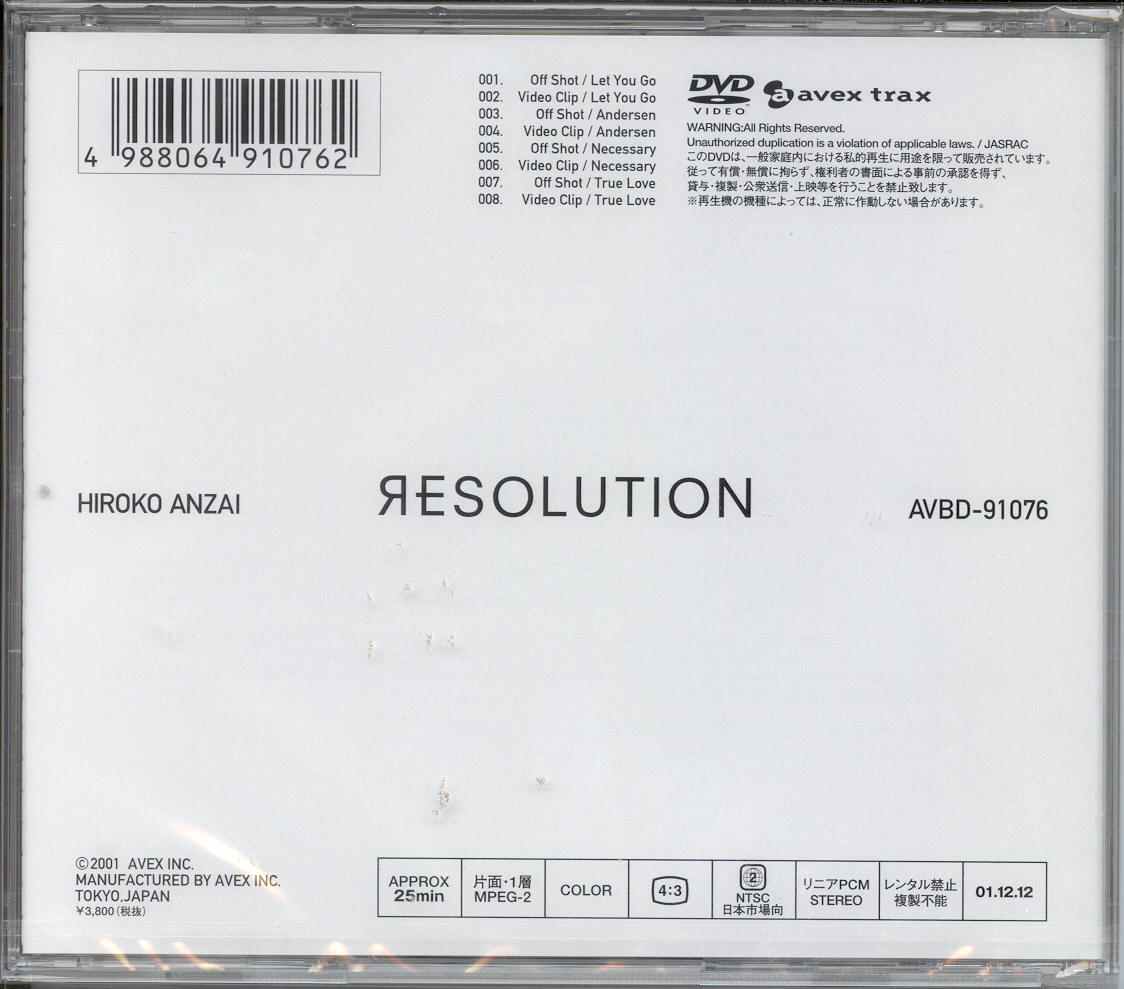 4 988064 910762
001. Off Shot / Let You Go
002. Video Clip / Let You Go
003. Off Shot / Andersen
004. Video Clip / Andersen
005. Off Shot / Necessary
006. Video Clip / Necessary
007. Off Shot / True Love
008. Video Clip / True Love
DVD VIDEO™ a avex trax
WARNING:All Rights Reserved.
Unauthorized duplication is a violation of applicable laws. / JASRAC
このDVDは、一般家庭内における私的再生に用途を限って販売されています。
従って有償・無償に拘らず、権利者の書面による事前の承認を得ず、
貸与・複製・公衆送信・上映等を行うことを禁止致します。
※再生機の機種によっては、正常に作動しない場合があります。
HIROKO ANZAI
ЯESOLUTION
AVBD-91076
©2001 AVEX INC.
MANUFACTURED BY AVEX INC.
TOKYO,JAPAN
¥3,800(税抜)
APPROX
25min
片面・1層
MPEG-2
COLOR
4:3
2
NTSC
日本市場向
リニアPCM
STEREO
レンタル禁止
複製不能
01.12.12